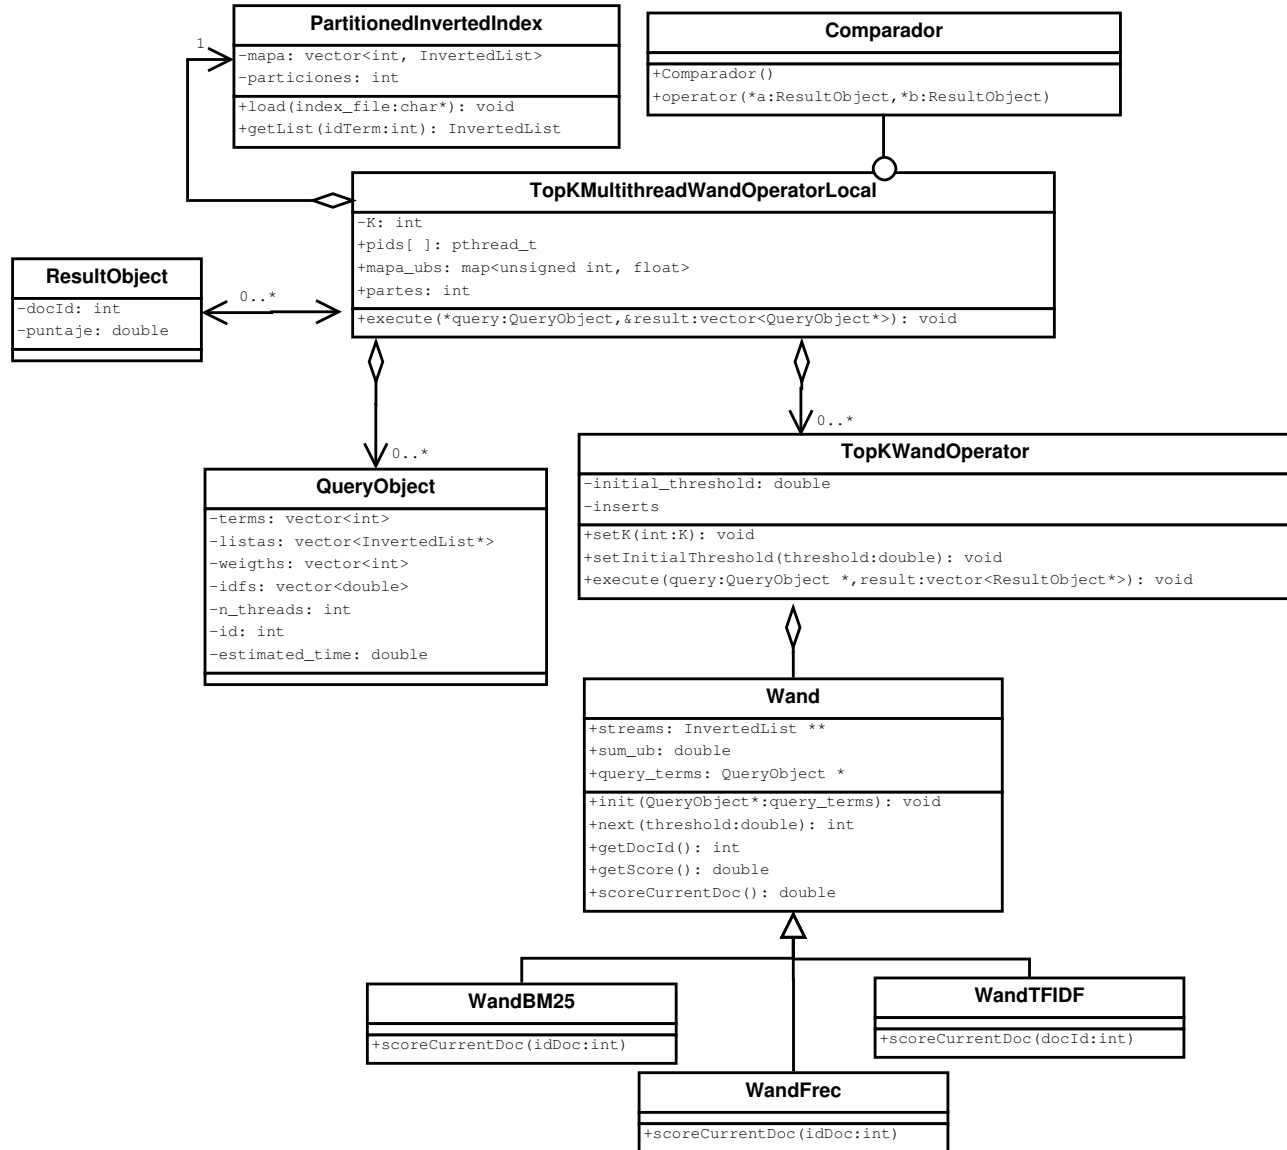 PartitionedInvertedIndex
-mapa: vector<int, InvertedList>
-particiones: int
+load(index_file:char*): void
+getList(idTerm:int): InvertedList
1
Comparador
+Comparador()
+operator(*a:ResultObject,*b:ResultObject)
TopKMultithreadWandOperatorLocal
-K: int
+pids[ ]: pthread_t
+mapa_ubs: map<unsigned int, float>
+partes: int
+execute(*query:QueryObject,&result:vector<QueryObject*>): void
ResultObject
-docId: int
-puntaje: double
0..*
0..*
0..*
QueryObject
-terms: vector<int>
-listas: vector<InvertedList*>
-weigths: vector<int>
-idfs: vector<double>
-n_threads: int
-id: int
-estimated_time: double
TopKWandOperator
-initial_threshold: double
-inserts
+setK(int:K): void
+setInitialThreshold(threshold:double): void
+execute(query:QueryObject *,result:vector<ResultObject*>): void
Wand
+streams: InvertedList **
+sum_ub: double
+query_terms: QueryObject *
+init(QueryObject*:query_terms): void
+next(threshold:double): int
+getDocId(): int
+getScore(): double
+scoreCurrentDoc(): double
WandBM25
+scoreCurrentDoc(idDoc:int)
WandTFIDF
+scoreCurrentDoc(docId:int)
WandFrec
+scoreCurrentDoc(idDoc:int)